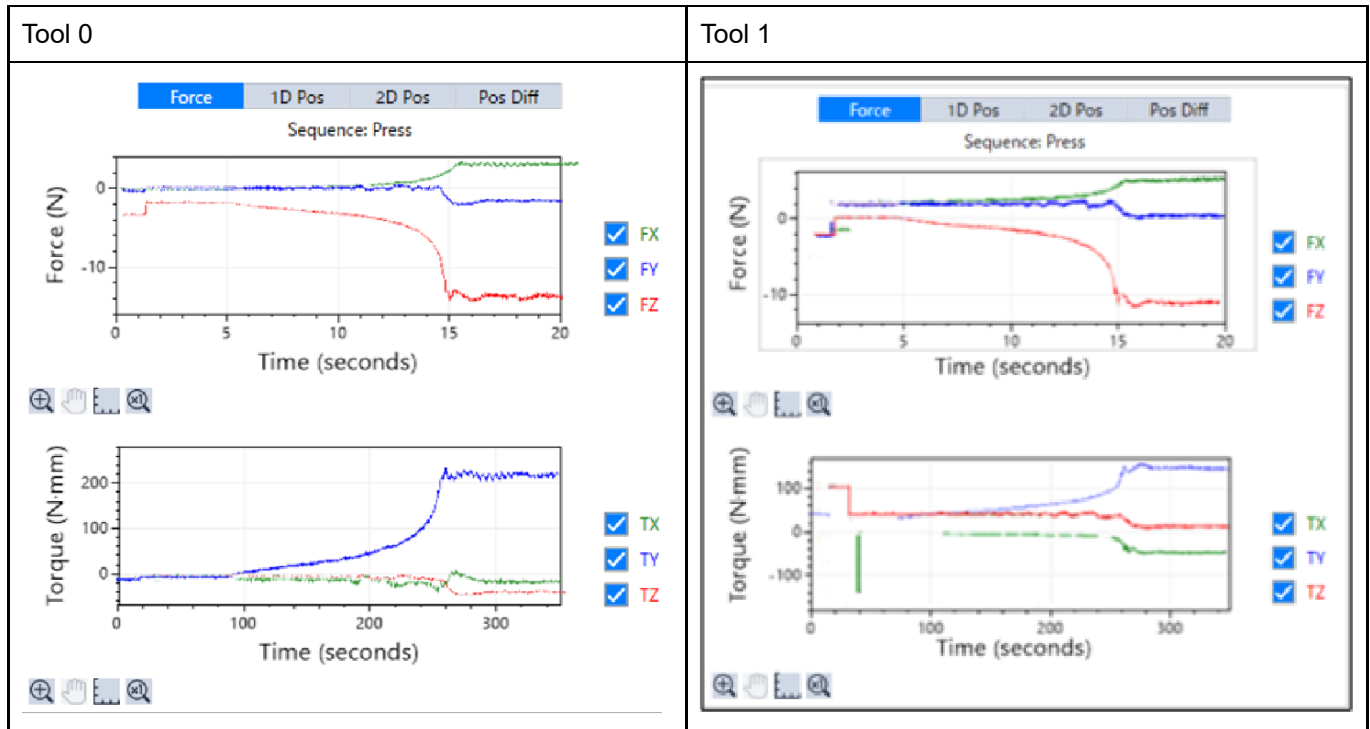 Tool 0
Force 1D Pos 2D Pos Pos Diff
Sequence: Press
Force (N)
0
-10
0 5 10 15 20
Time (seconds)
FX
FY
FZ
Torque (N·mm)
200
100
0
0 100 200 300
Time (seconds)
TX
TY
TZ
Tool 1
Force 1D Pos 2D Pos Pos Diff
Sequence: Press
Force (N)
0
-10
0 5 10 15 20
Time (seconds)
FX
FY
FZ
Torque (N·mm)
100
0
-100
0 100 200 300
Time (seconds)
TX
TY
TZ